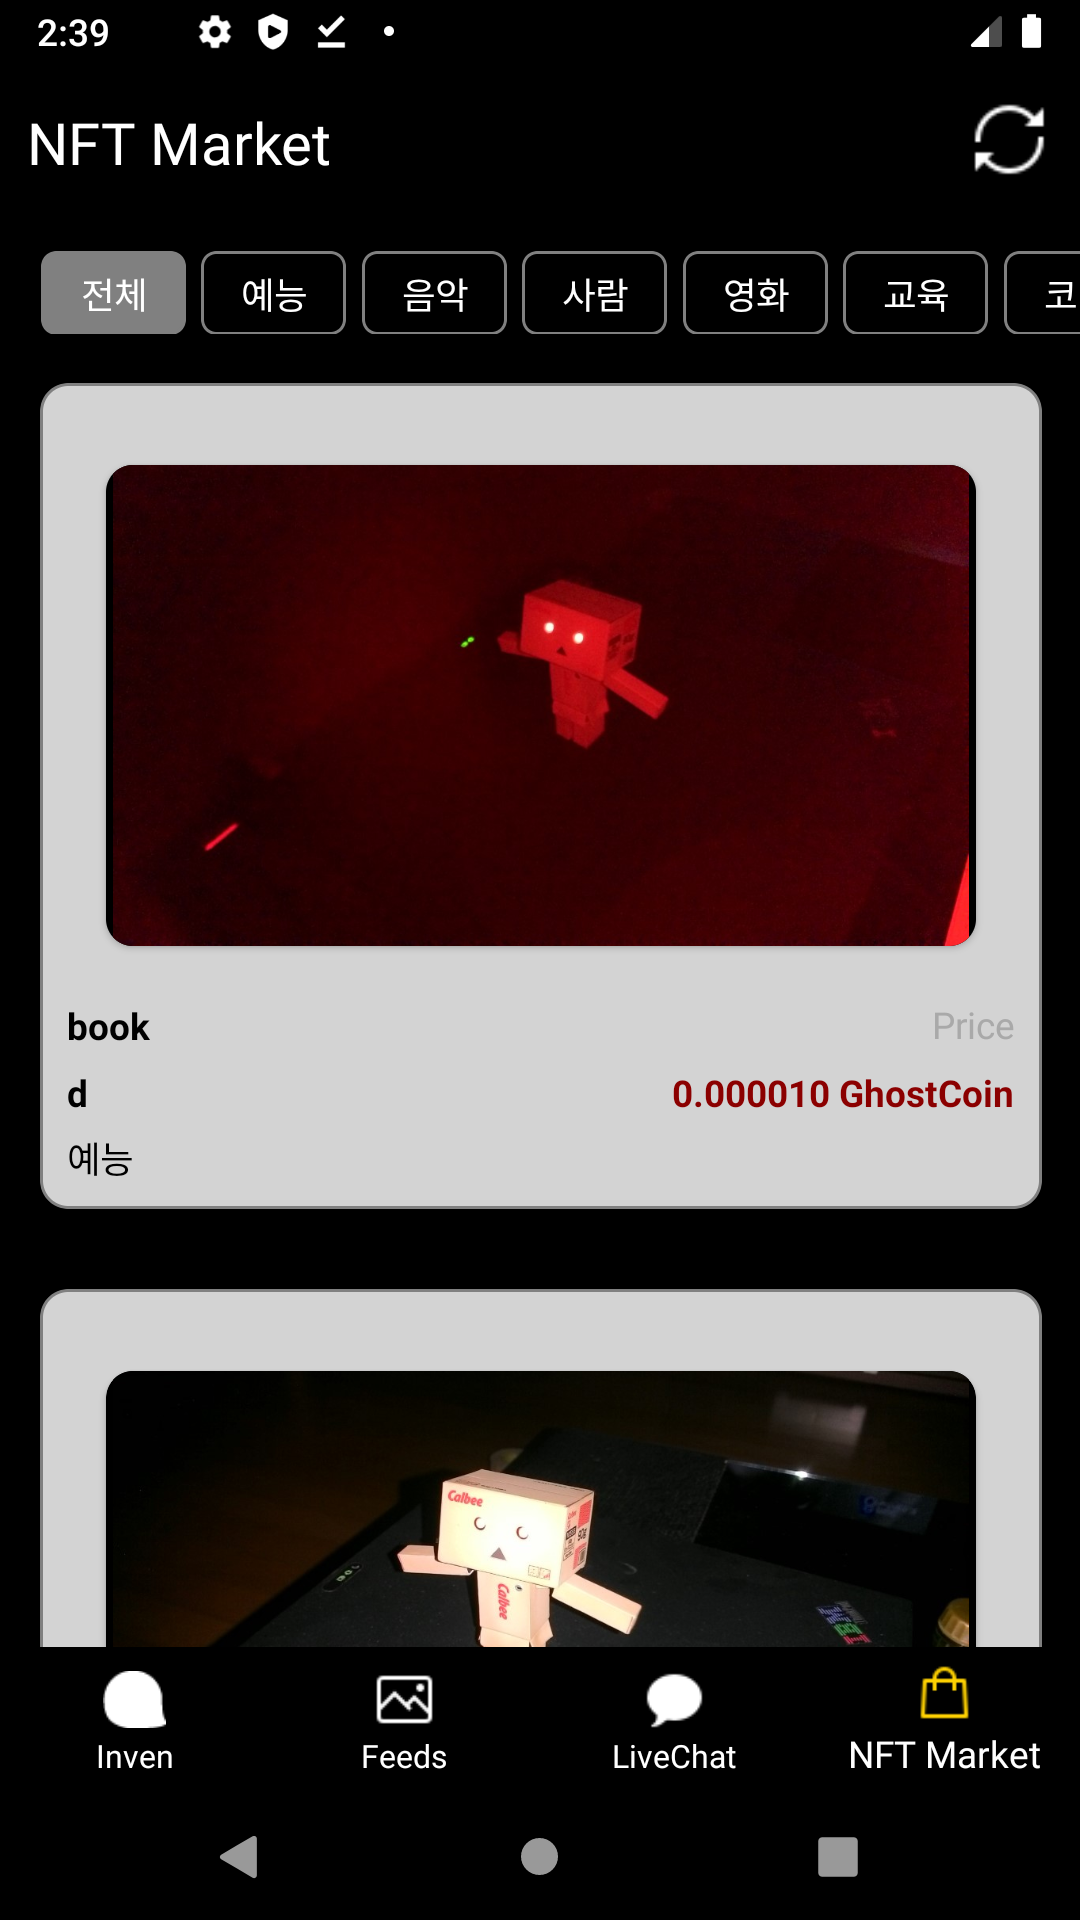 2:39
NFT Market
전체 예능 음악 사람 영화 교육 코
book Price
d 0.000010 GhostCoin
예능
Calbee
Calbee
Inven Feeds LiveChat NFT Market